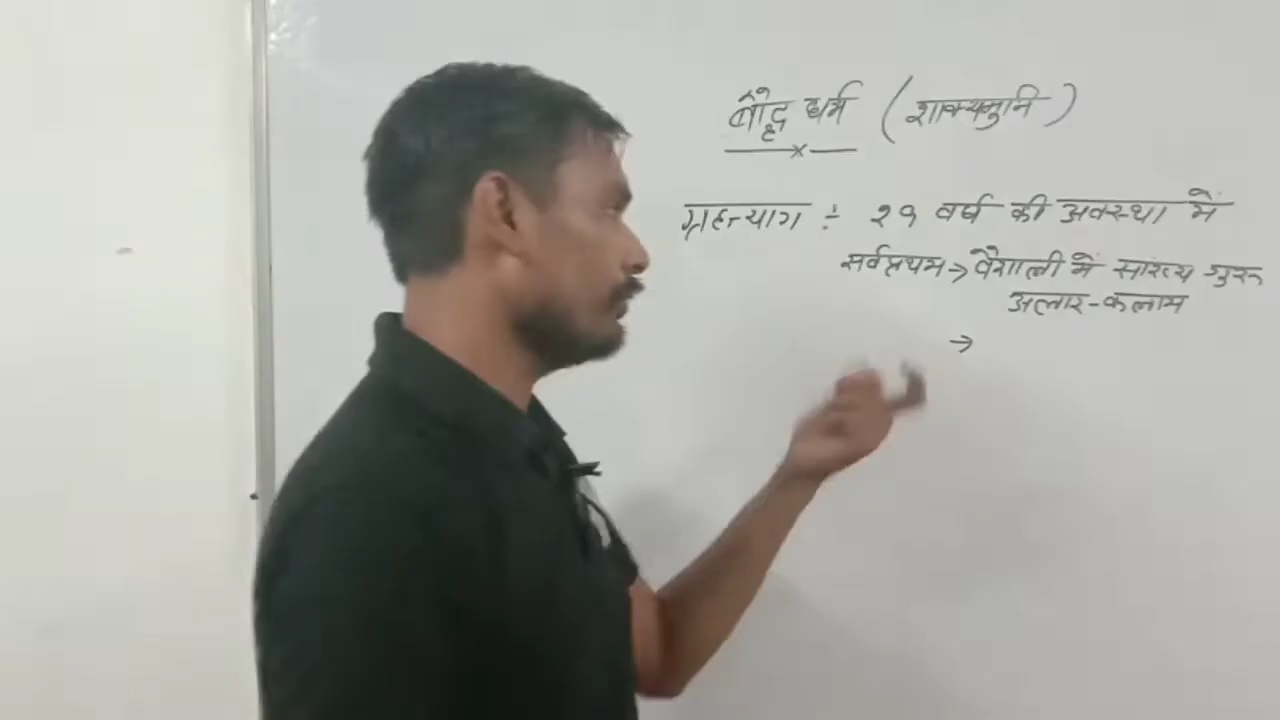 बौद्ध धर्म (शाक्यमुनि)
गृहत्याग ÷ २९ वर्ष की अवस्था में
सर्वप्रथम → वैशाली में सांख्य गुरु
अलार-कलाम
→